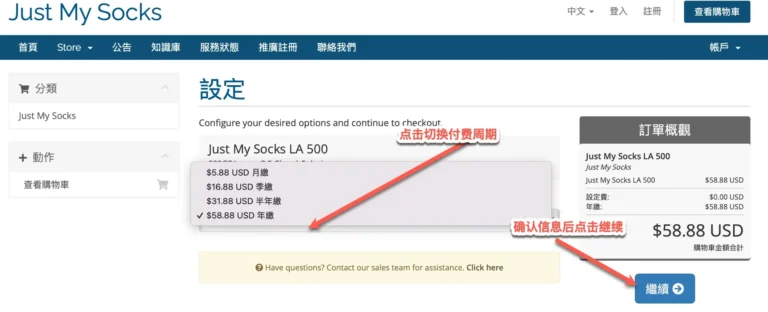 Just My Socks
中文 登入 註冊 查看購物車
首頁 Store 公告 知識庫 服務狀態 推廣註冊 聯絡我們 帳戶
分類
Just My Socks
動作
查看購物車
設定
Configure your desired options and continue to checkout.
点击切换付费周期
Just My Socks LA 500
$5.88 USD 月繳
$16.88 USD 季繳
$31.88 USD 半年繳
$58.88 USD 年繳
Have questions? Contact our sales team for assistance. Click here
訂單概觀
Just My Socks LA 500
Just My Socks
Just My Socks LA 500 $58.88 USD
設定費: $0.00 USD
年繳: $58.88 USD
$58.88 USD
購物車金額合計
确认信息后点击继续
繼續